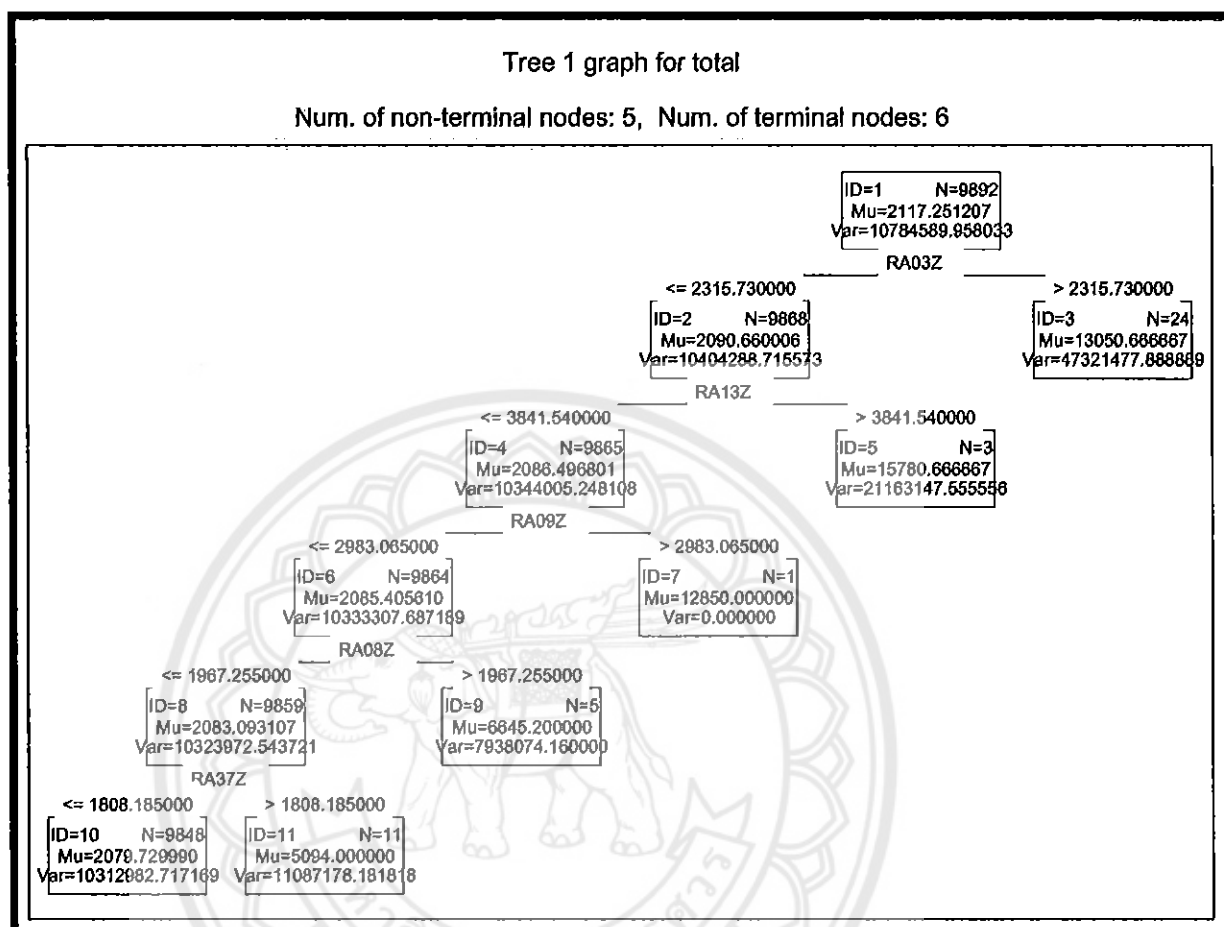 Tree 1 graph for total
Num. of non-terminal nodes: 5, Num. of terminal nodes: 6
ID=1 N=9892
Mu=2117.251207
Var=10784589.958033
RA03Z
<= 2315.730000 > 2315.730000
ID=2 N=9868 ID=3 N=24
Mu=2090.660006 Mu=13050.666667
Var=10404288.715573 Var=47321477.888889
RA13Z
<= 3841.540000 > 3841.540000
ID=4 N=9865 ID=5 N=3
Mu=2086.496801 Mu=15780.666667
Var=10344005.248108 Var=21163147.555556
RA09Z
<= 2983.065000 > 2983.065000
ID=6 N=9864 ID=7 N=1
Mu=2085.405610 Mu=12850.000000
Var=10333307.687189 Var=0.000000
RA08Z
<= 1967.255000 > 1967.255000
ID=8 N=9859 ID=9 N=5
Mu=2083.093107 Mu=6645.200000
Var=10323972.543721 Var=7938074.160000
RA37Z
<= 1808.185000 > 1808.185000
ID=10 N=9848 ID=11 N=11
Mu=2079.729990 Mu=5094.000000
Var=10312982.717169 Var=11087178.181818